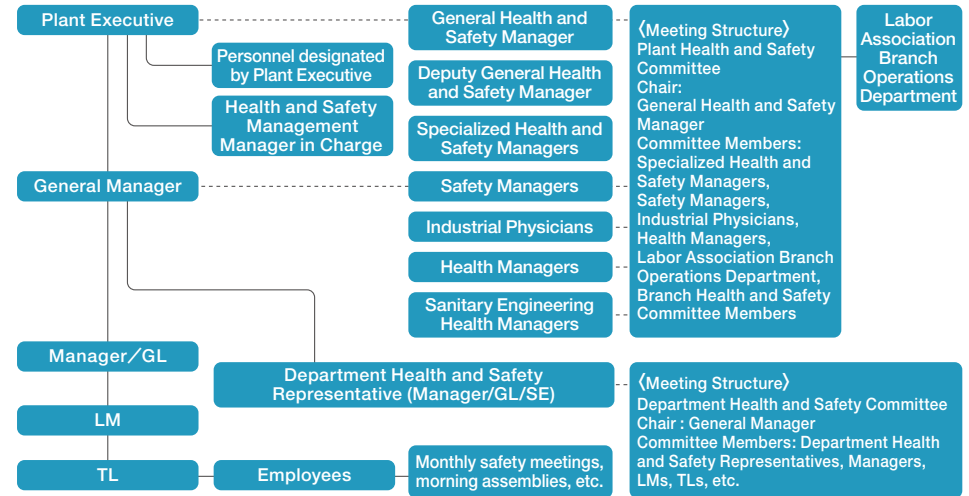 Plant Executive
Personnel designated
by Plant Executive
Health and Safety
Management
Manager in Charge
General Manager
Manager／GL
LM
TL
Employees
Monthly safety meetings,
morning assemblies, etc.
Department Health and Safety
Representative (Manager/GL/SE)
General Health and
Safety Manager
Deputy General Health
and Safety Manager
Specialized Health and
Safety Managers
Safety Managers
Industrial Physicians
Health Managers
Sanitary Engineering
Health Managers
〈Meeting Structure〉
Plant Health and Safety
Committee
Chair:
General Health and Safety
Manager
Committee Members:
Specialized Health and
Safety Managers,
Safety Managers,
Industrial Physicians,
Health Managers,
Labor Association Branch
Operations Department,
Branch Health and Safety
Committee Members
Labor
Association
Branch
Operations
Department
〈Meeting Structure〉
Department Health and Safety Committee
Chair : General Manager
Committee Members: Department Health
and Safety Representatives, Managers,
LMs, TLs, etc.